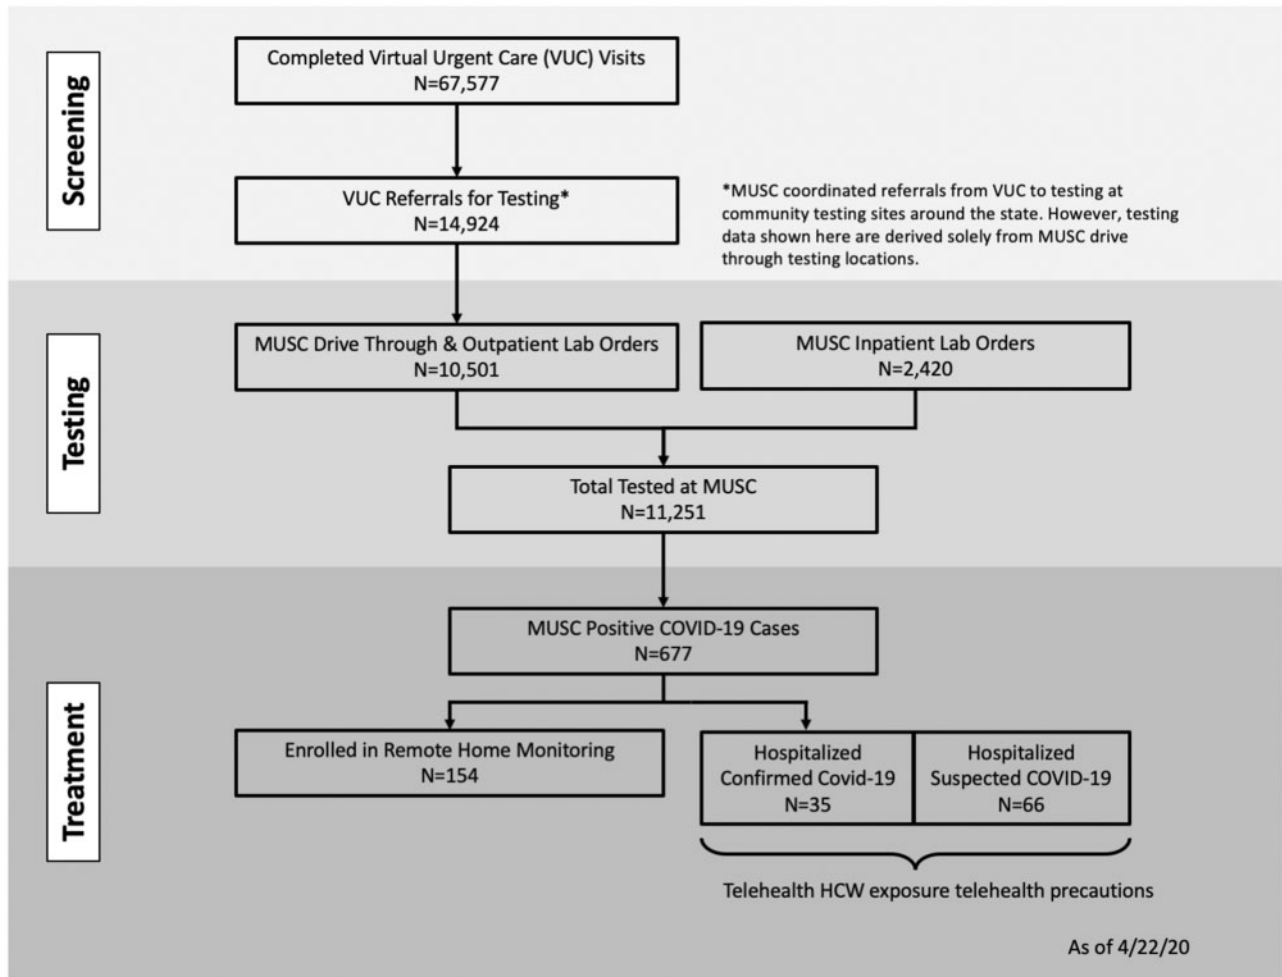 Screening
Completed Virtual Urgent Care (VUC) Visits
N=67,577
VUC Referrals for Testing*
N=14,924
*MUSC coordinated referrals from VUC to testing at
community testing sites around the state. However, testing
data shown here are derived solely from MUSC drive
through testing locations.
Testing
MUSC Drive Through & Outpatient Lab Orders
N=10,501
MUSC Inpatient Lab Orders
N=2,420
Total Tested at MUSC
N=11,251
Treatment
MUSC Positive COVID-19 Cases
N=677
Enrolled in Remote Home Monitoring
N=154
Hospitalized
Confirmed Covid-19
N=35
Hospitalized
Suspected COVID-19
N=66
Telehealth HCW exposure telehealth precautions
As of 4/22/20